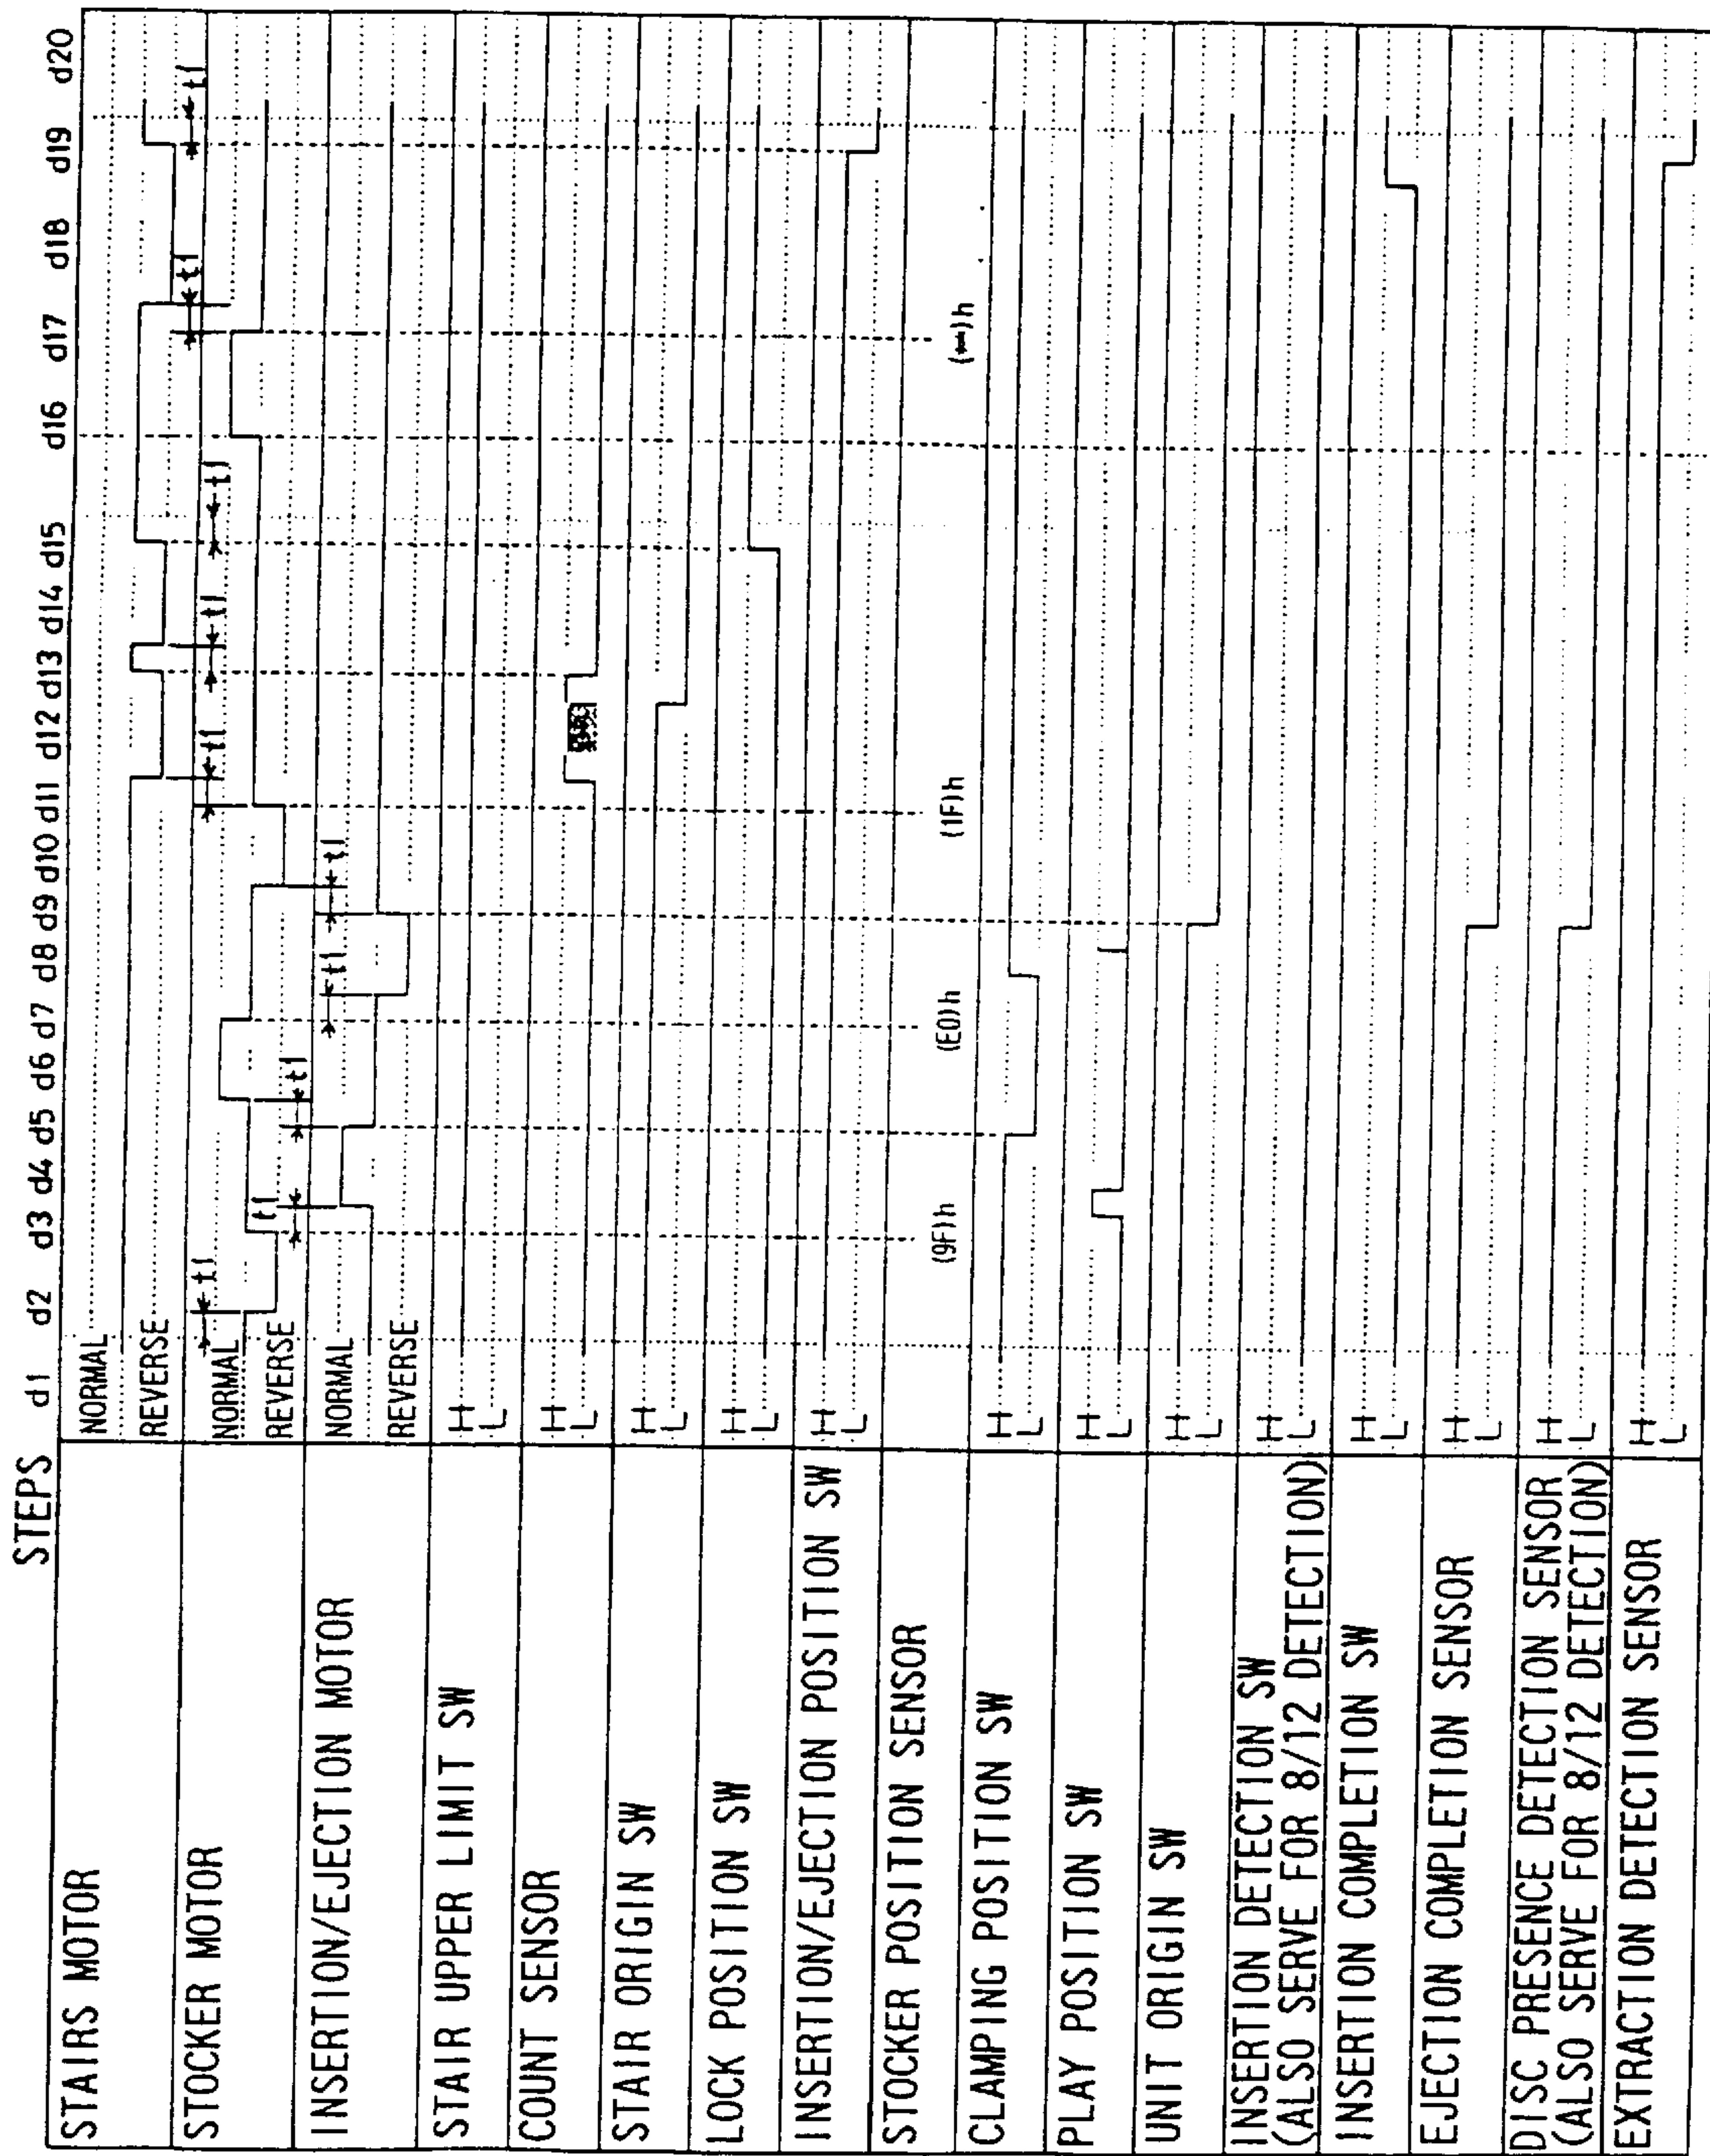 STEPS d1 d2 d3 d4 d5 d6 d7 d8 d9 d10 d11 d12 d13 d14 d15 d16 d17 d18 d19 d20
STAIRS MOTOR
NORMAL
REVERSE
STOCKER MOTOR
NORMAL
REVERSE
t1 t1 t1 t1 t1 t1 t1 t1
INSERTION/EJECTION MOTOR
NORMAL
REVERSE
t1 t1 t1 t1
STAIR UPPER LIMIT SW
H
L
COUNT SENSOR
H
L
STAIR ORIGIN SW
H
L
LOCK POSITION SW
H
L
INSERTION/EJECTION POSITION SW
H
L
STOCKER POSITION SENSOR
(9F)h (E0)h (1F)h
CLAMPING POSITION SW
H
L
PLAY POSITION SW
H
L
UNIT ORIGIN SW
H
L
INSERTION DETECTION SW
(ALSO SERVE FOR 8/12 DETECTION)
H
L
INSERTION COMPLETION SW
H
L
EJECTION COMPLETION SENSOR
H
L
DISC PRESENCE DETECTION SENSOR
(ALSO SERVE FOR 8/12 DETECTION)
H
L
EXTRACTION DETECTION SENSOR
H
L